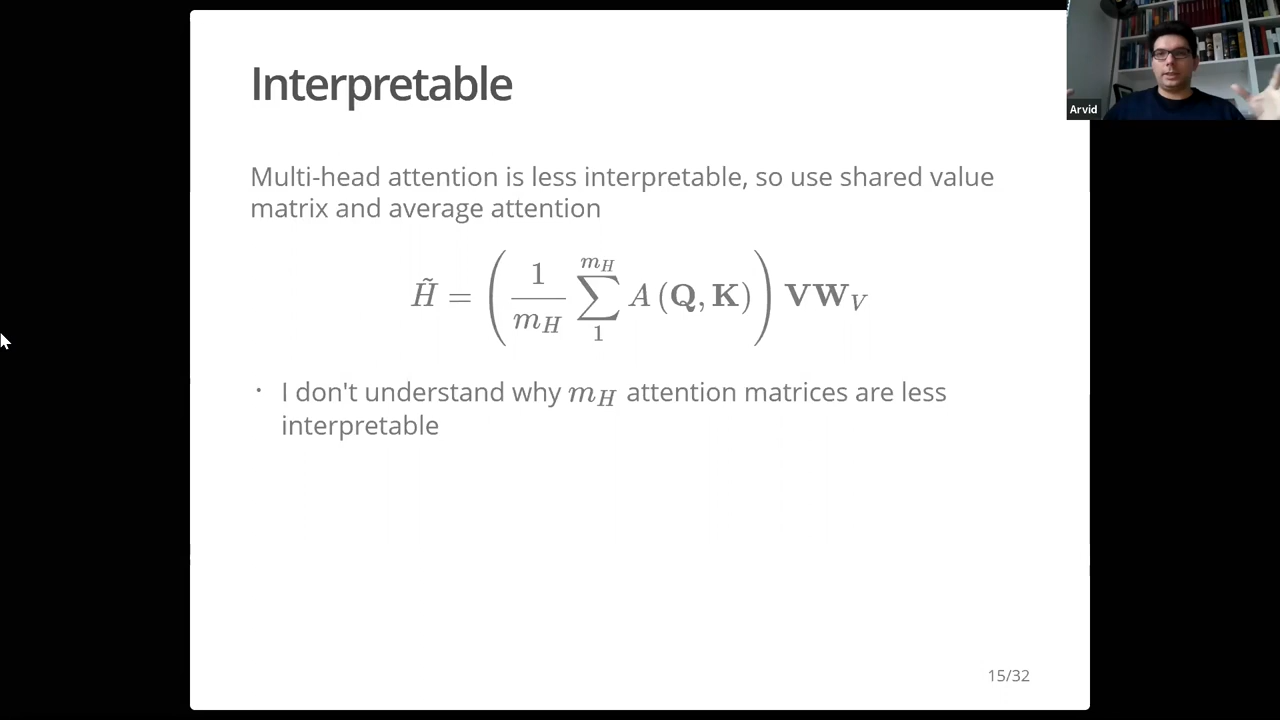 Interpretable
Arvid
Multi-head attention is less interpretable, so use shared value
matrix and average attention
H̃ = ( 1/m_H ∑_1^{m_H} A (Q, K) ) VW_V
· I don't understand why m_H attention matrices are less
interpretable
15/32